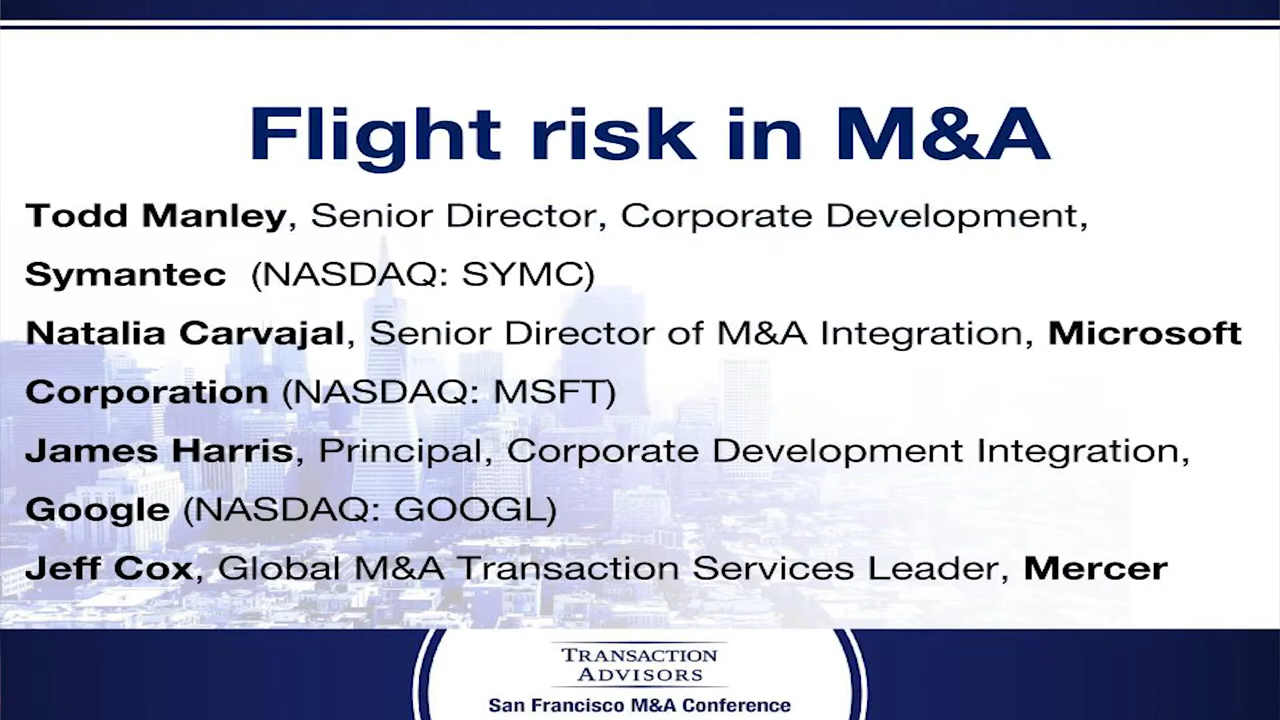 Flight risk in M&A
Todd Manley, Senior Director, Corporate Development,
Symantec (NASDAQ: SYMC)
Natalia Carvajal, Senior Director of M&A Integration, Microsoft
Corporation (NASDAQ: MSFT)
James Harris, Principal, Corporate Development Integration,
Google (NASDAQ: GOOGL)
Jeff Cox, Global M&A Transaction Services Leader, Mercer
TRANSACTION
ADVISORS
San Francisco M&A Conference